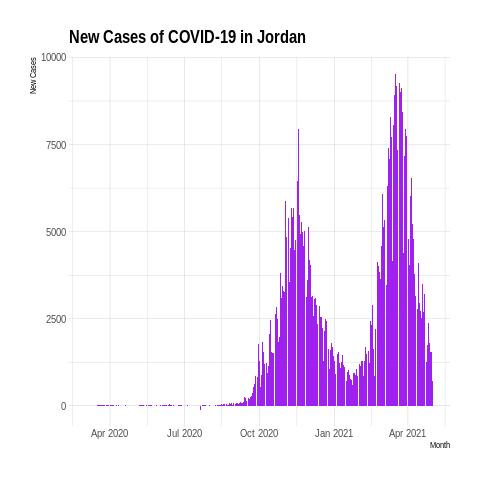 New Cases of COVID-19 in Jordan
New Cases
10000
7500
5000
2500
0
Apr 2020 Jul 2020 Oct 2020 Jan 2021 Apr 2021
Month